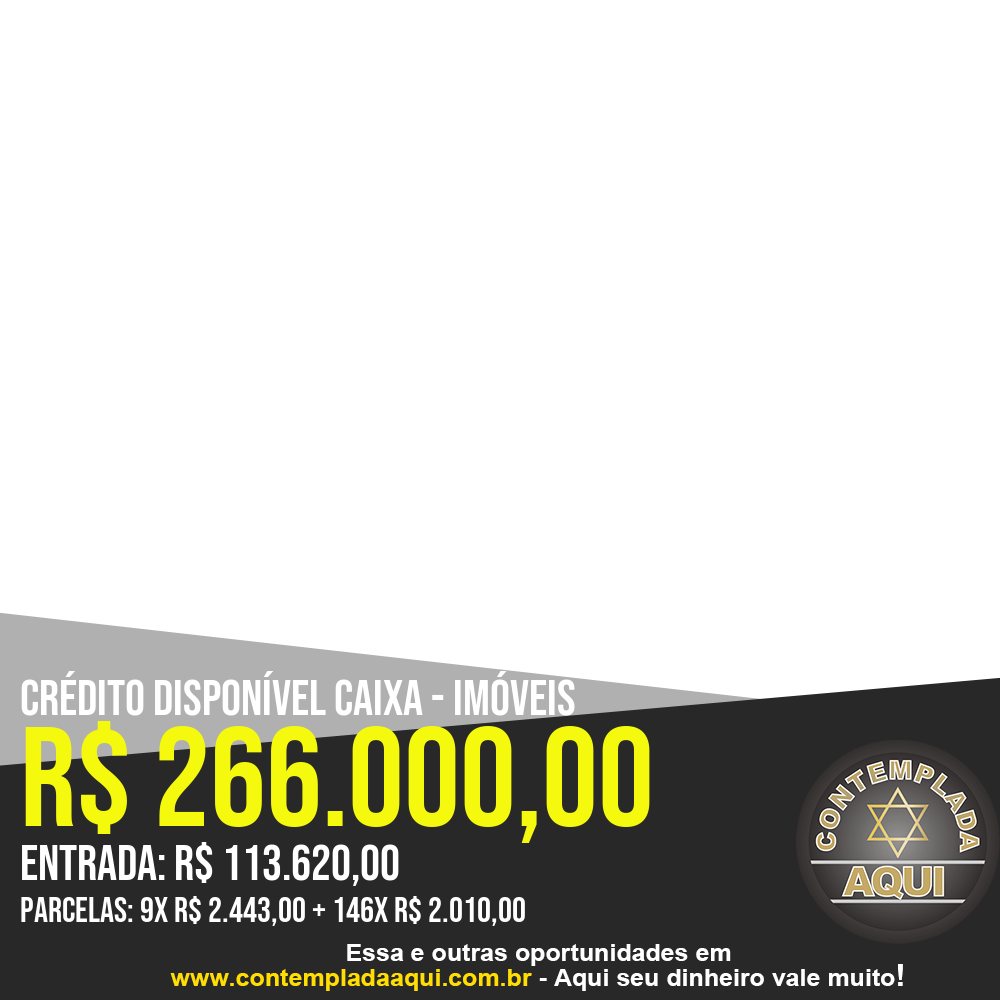 CRÉDITO DISPONÍVEL CAIXA - IMÓVEIS
R$ 266.000,00
ENTRADA: R$ 113.620,00
PARCELAS: 9X R$ 2.443,00 + 146X R$ 2.010,00
CONTEMPLADA
AQUI
Essa e outras oportunidades em
www.contempladaaqui.com.br - Aqui seu dinheiro vale muito!